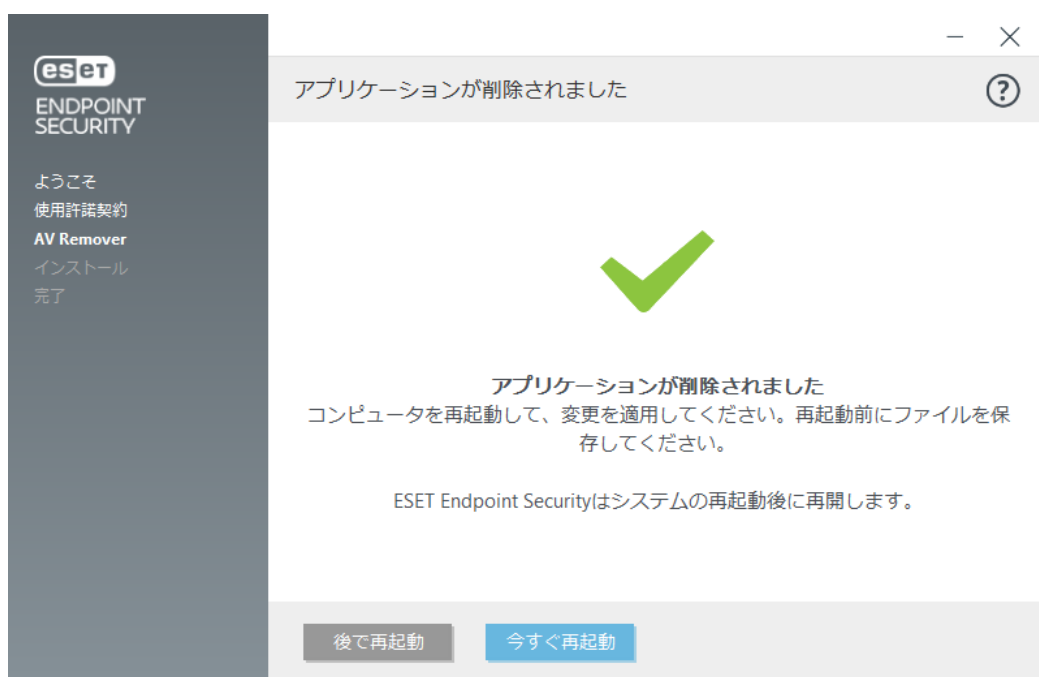 eset
ENDPOINT
SECURITY
ようこそ
使用許諾契約
AV Remover
インストール
完了
アプリケーションが削除されました
?
アプリケーションが削除されました
コンピュータを再起動して、変更を適用してください。再起動前にファイルを保
存してください。
ESET Endpoint Securityはシステムの再起動後に再開します。
後で再起動
今すぐ再起動